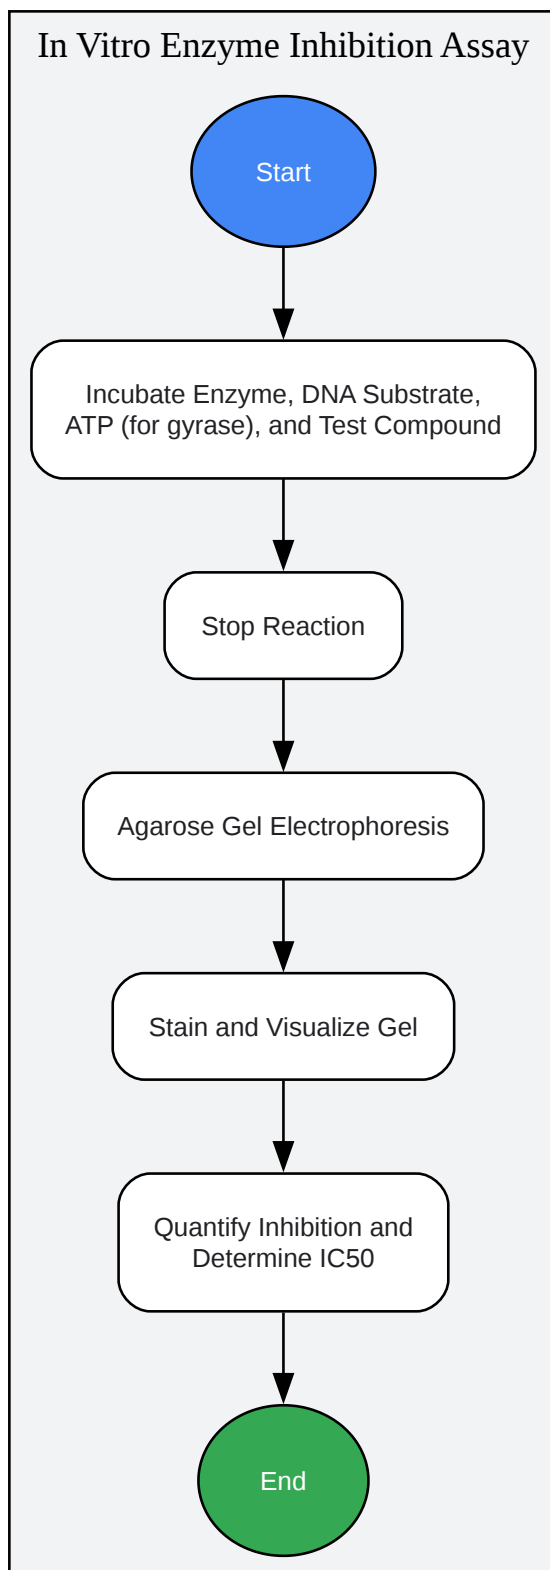 In Vitro Enzyme Inhibition Assay
Start
Incubate Enzyme, DNA Substrate,
ATP (for gyrase), and Test Compound
Stop Reaction
Agarose Gel Electrophoresis
Stain and Visualize Gel
Quantify Inhibition and
Determine IC50
End